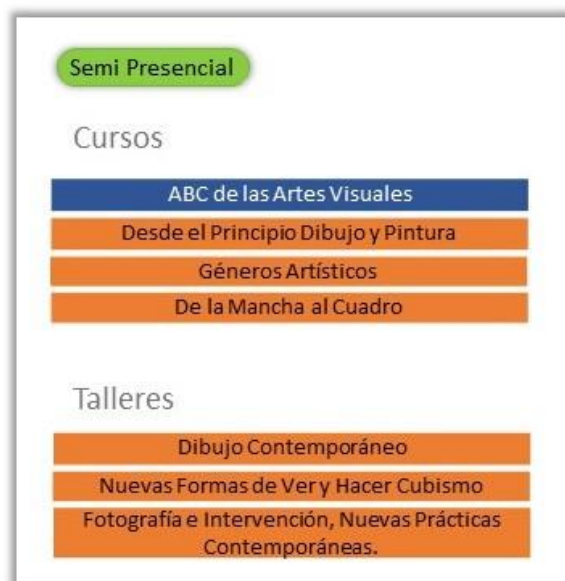 Semi Presencial
Cursos
ABC de las Artes Visuales
Desde el Principio Dibujo y Pintura
Géneros Artísticos
De la Mancha al Cuadro
Talleres
Dibujo Contemporáneo
Nuevas Formas de Ver y Hacer Cubismo
Fotografía e Intervención, Nuevas Prácticas
Contemporáneas.